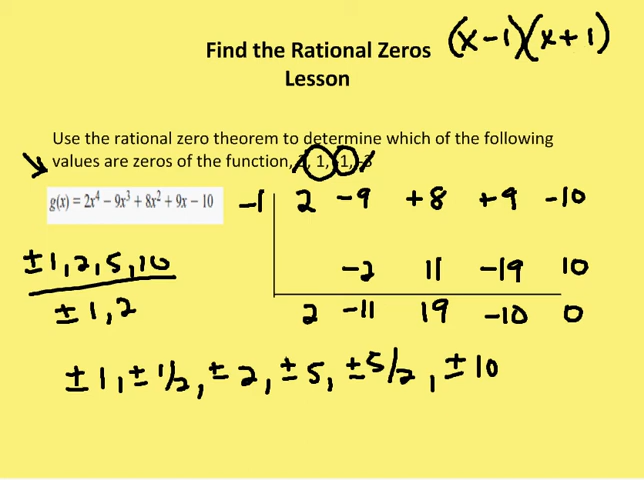 Find the Rational Zeros (x-1)(x+1)
Lesson
Use the rational zero theorem to determine which of the following
values are zeros of the function, 2, 1, -1, -3
g(x) = 2x⁴ - 9x³ + 8x² + 9x - 10
-1 2 -9 +8 +9 -10
±1, 2, 5, 10
±1, 2
-2 11 -19 10
2 -11 19 -10 0
±1, ±1/2, ±2, ±5, ±5/2, ±10